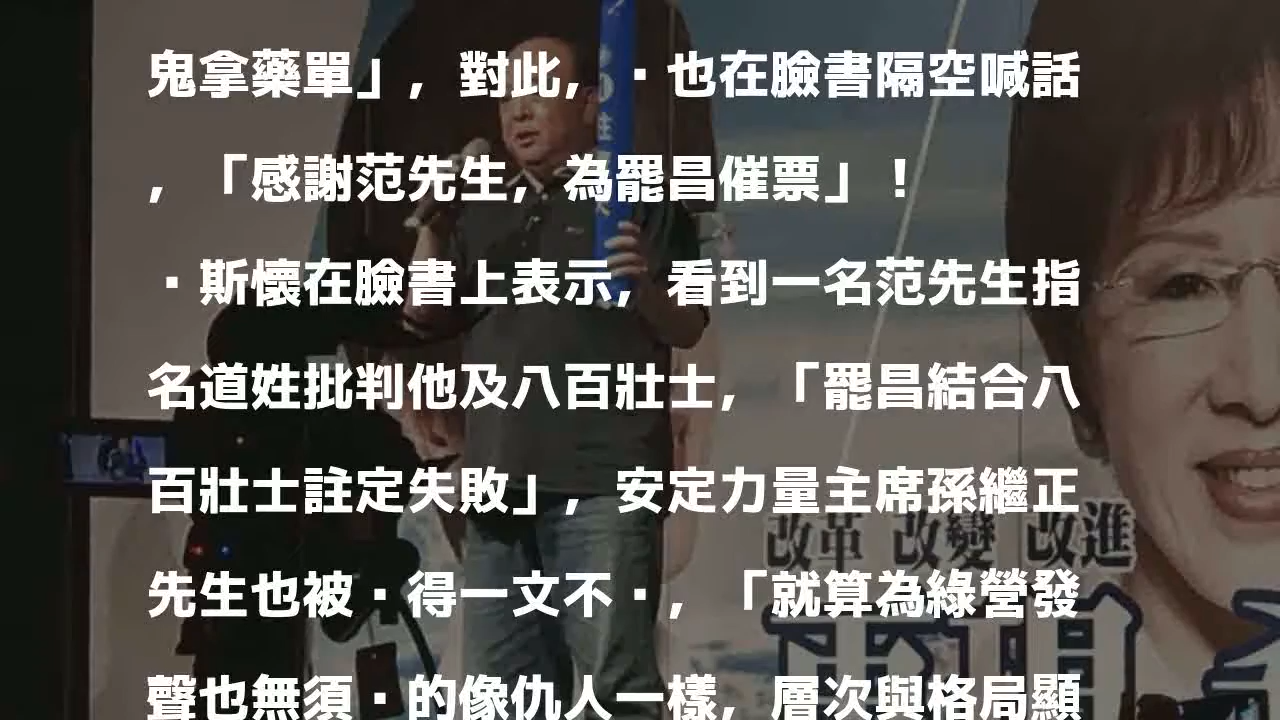 鬼拿藥單」，對此，·也在臉書隔空喊話
，「感謝范先生，為罷昌催票」！
·斯懷在臉書上表示，看到一名范先生指
名道姓批判他及八百壯士，「罷昌結合八
百壯士註定失敗」，安定力量主席孫繼正
先生也被·得一文不·，「就算為綠營發
聲也無須·的像仇人一樣，層次與格局顯
改革 改變 改進